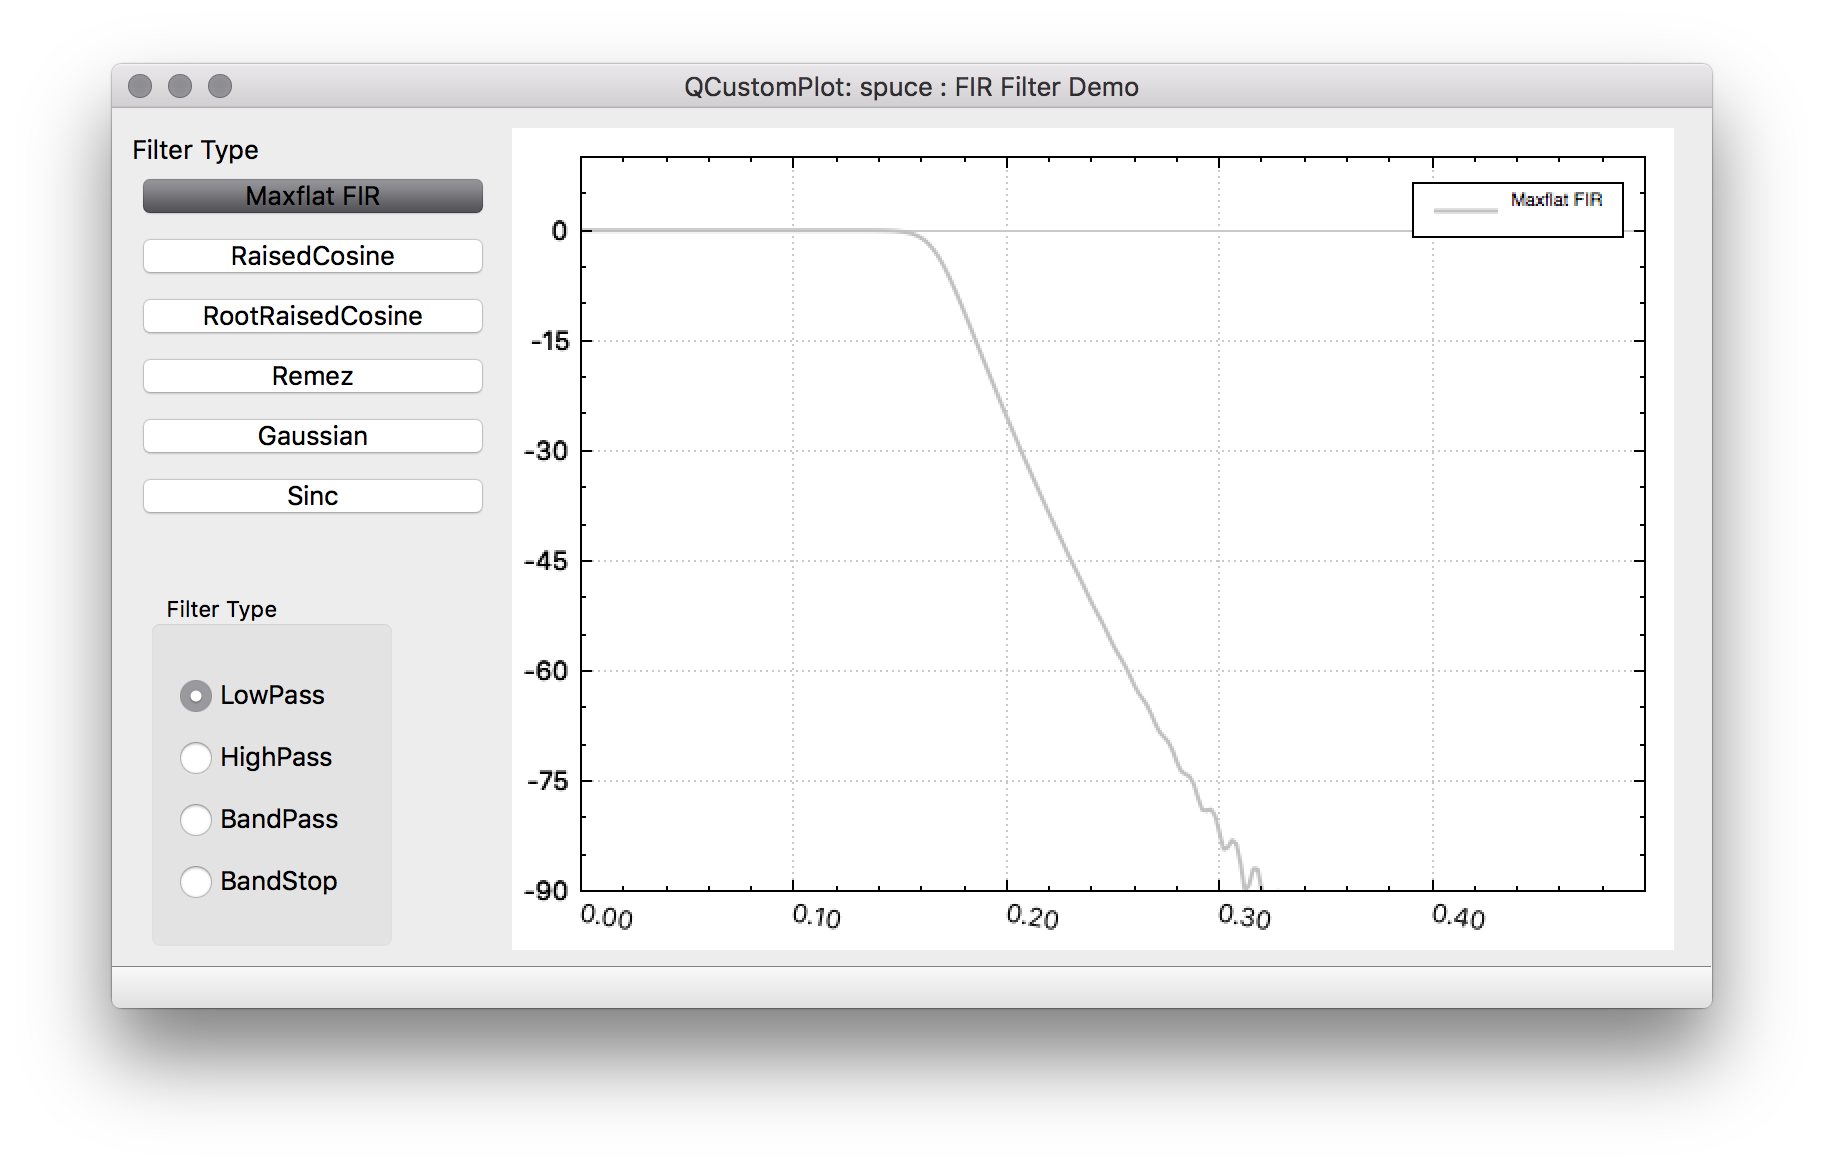 QCustomPlot: spuce : FIR Filter Demo
Filter Type
Maxflat FIR
RaisedCosine
RootRaisedCosine
Remez
Gaussian
Sinc
Filter Type
LowPass
HighPass
BandPass
BandStop
Maxflat FIR
0
-15
-30
-45
-60
-75
-90
0.00 0.10 0.20 0.30 0.40